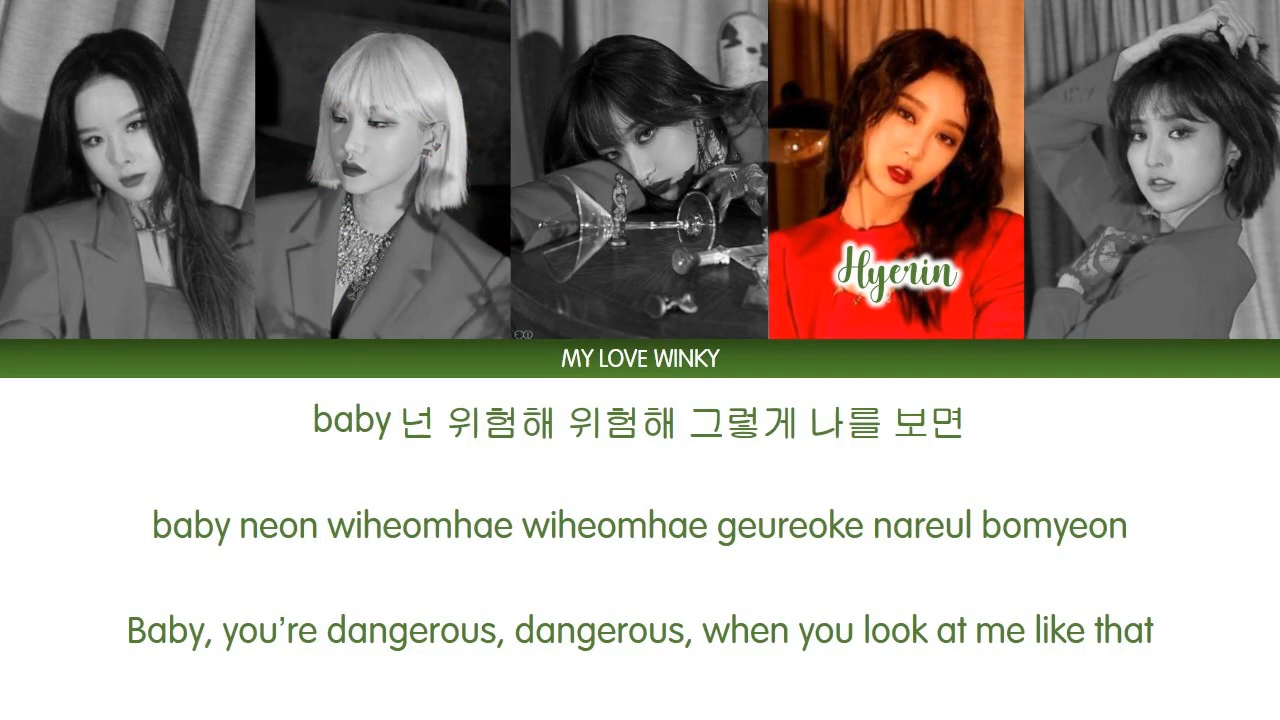 Hyerin
MY LOVE WINKY
baby 넌 위험해 위험해 그렇게 나를 보면
baby neon wiheomhae wiheomhae geureoke nareul bomyeon
Baby, you’re dangerous, dangerous, when you look at me like that